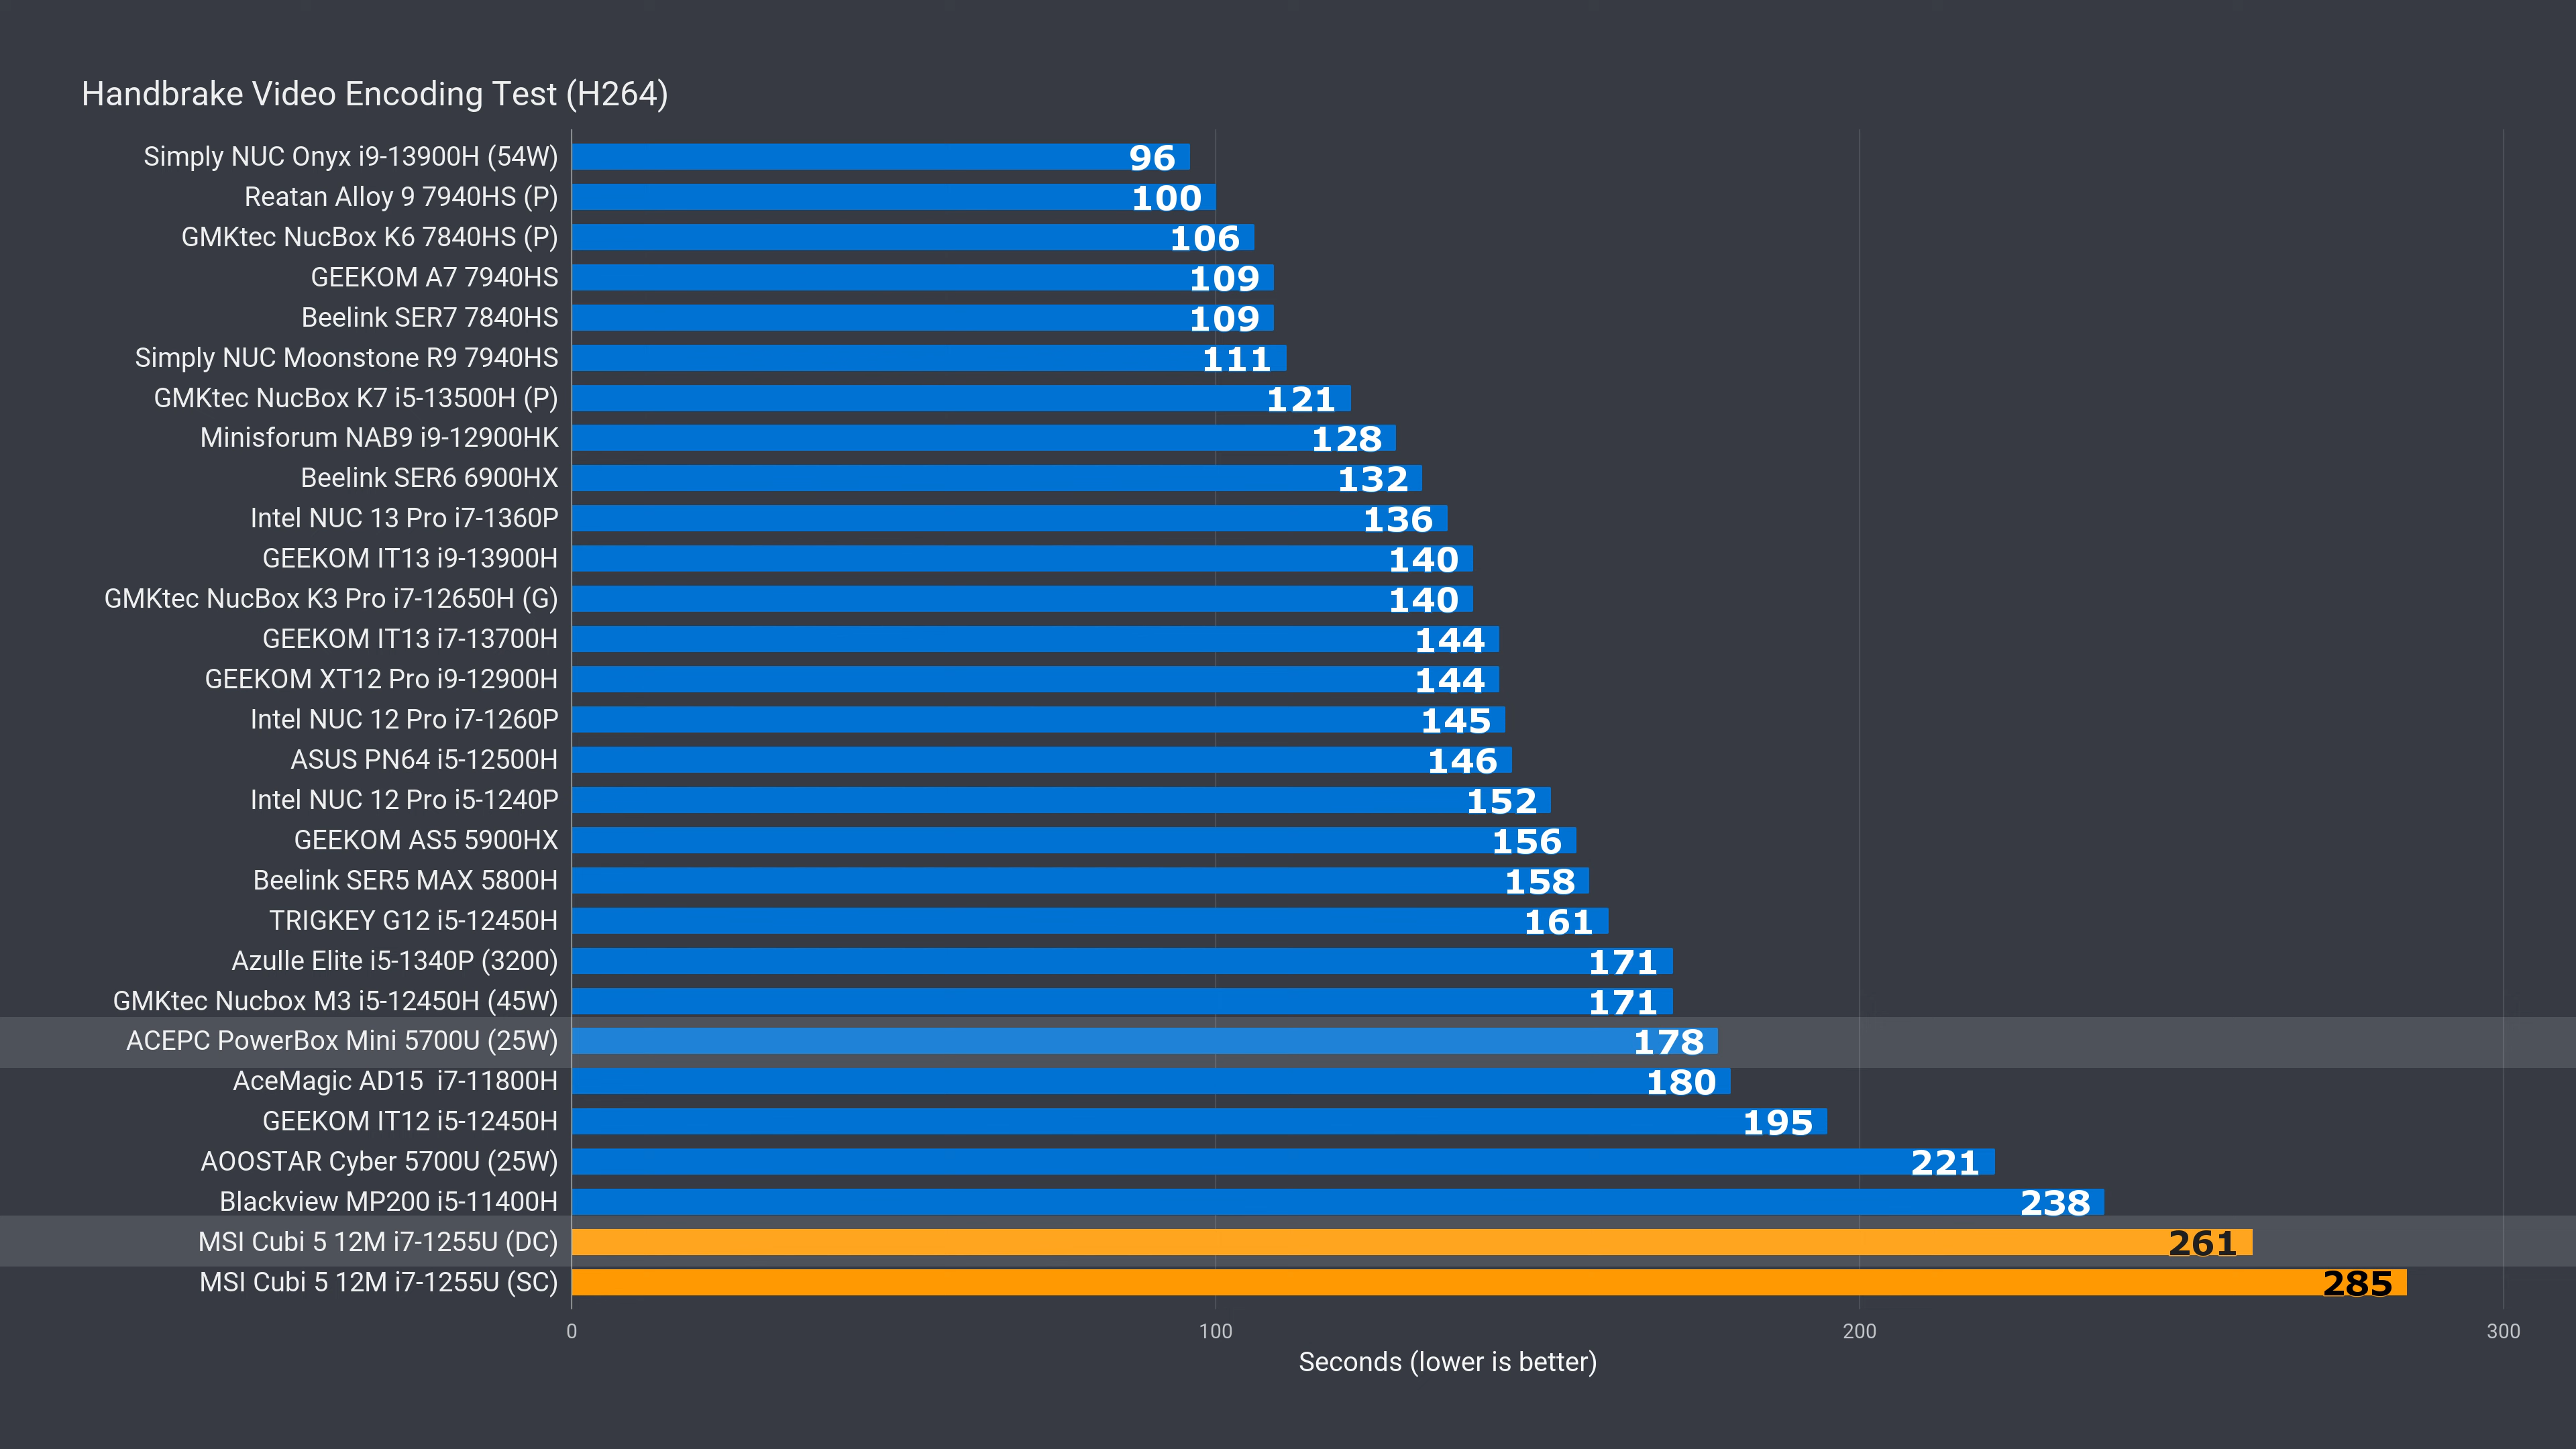 Handbrake Video Encoding Test (H264)
Simply NUC Onyx i9-13900H (54W) 96
Reatan Alloy 9 7940HS (P) 100
GMKtec NucBox K6 7840HS (P) 106
GEEKOM A7 7940HS 109
Beelink SER7 7840HS 109
Simply NUC Moonstone R9 7940HS 111
GMKtec NucBox K7 i5-13500H (P) 121
Minisforum NAB9 i9-12900HK 128
Beelink SER6 6900HX 132
Intel NUC 13 Pro i7-1360P 136
GEEKOM IT13 i9-13900H 140
GMKtec NucBox K3 Pro i7-12650H (G) 140
GEEKOM IT13 i7-13700H 144
GEEKOM XT12 Pro i9-12900H 144
Intel NUC 12 Pro i7-1260P 145
ASUS PN64 i5-12500H 146
Intel NUC 12 Pro i5-1240P 152
GEEKOM AS5 5900HX 156
Beelink SER5 MAX 5800H 158
TRIGKEY G12 i5-12450H 161
Azulle Elite i5-1340P (3200) 171
GMKtec Nucbox M3 i5-12450H (45W) 171
ACEPC PowerBox Mini 5700U (25W) 178
AceMagic AD15 i7-11800H 180
GEEKOM IT12 i5-12450H 195
AOOSTAR Cyber 5700U (25W) 221
Blackview MP200 i5-11400H 238
MSI Cubi 5 12M i7-1255U (DC) 261
MSI Cubi 5 12M i7-1255U (SC) 285
0 100 200 300
Seconds (lower is better)